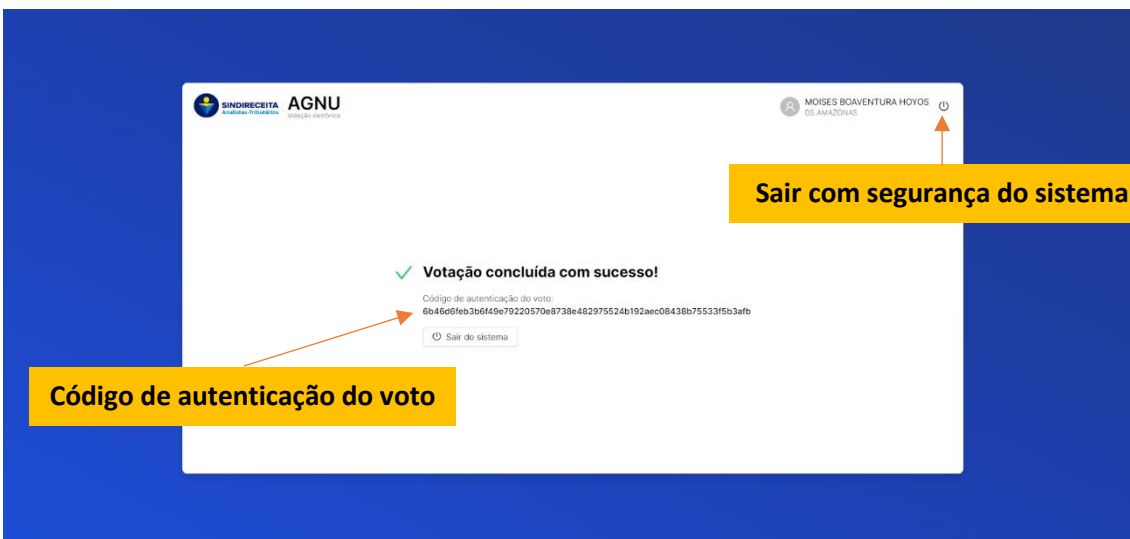 SINDIRECEITA
Analistas-Tributários
AGNU
Votação eletrônica
MOISES BOAVENTURA HOYOS
DS AMAZONAS
Sair com segurança do sistema
Votação concluída com sucesso!
Código de autenticação do voto:
6b46d6feb3b6f49e79220570e8738e482975524b192aec08438b75533f5b3afb
Sair do sistema
Código de autenticação do voto